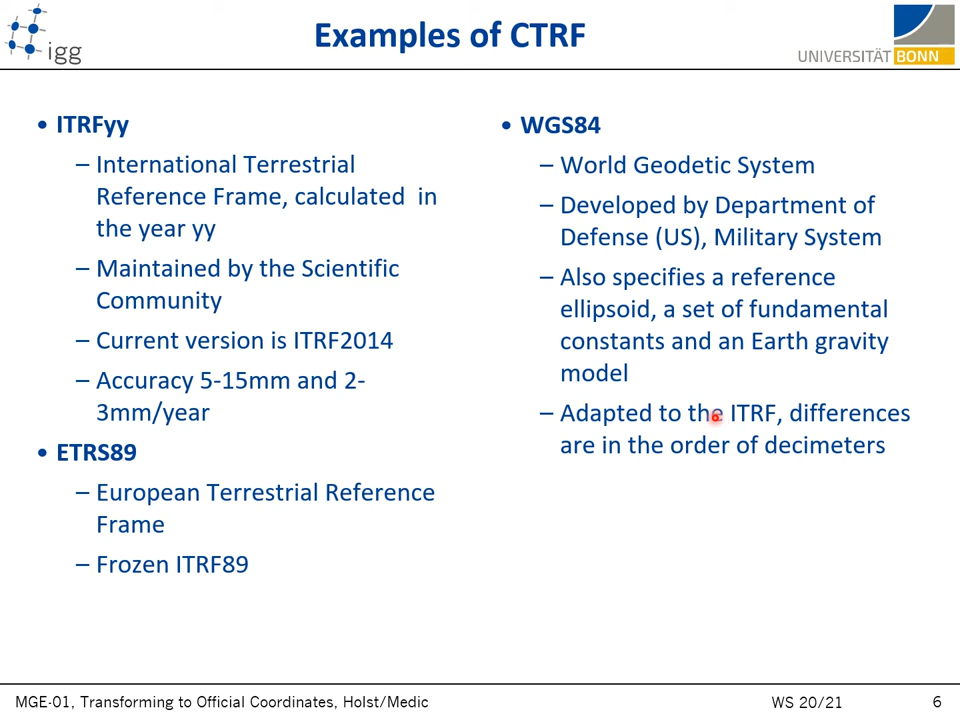 Examples of CTRF
igg
UNIVERSITÄT BONN
• ITRFyy
– International Terrestrial
Reference Frame, calculated in
the year yy
– Maintained by the Scientific
Community
– Current version is ITRF2014
– Accuracy 5-15mm and 2-
3mm/year
• ETRS89
– European Terrestrial Reference
Frame
– Frozen ITRF89
• WGS84
– World Geodetic System
– Developed by Department of
Defense (US), Military System
– Also specifies a reference
ellipsoid, a set of fundamental
constants and an Earth gravity
model
– Adapted to the ITRF, differences
are in the order of decimeters
MGE-01, Transforming to Official Coordinates, Holst/Medic
WS 20/21
6